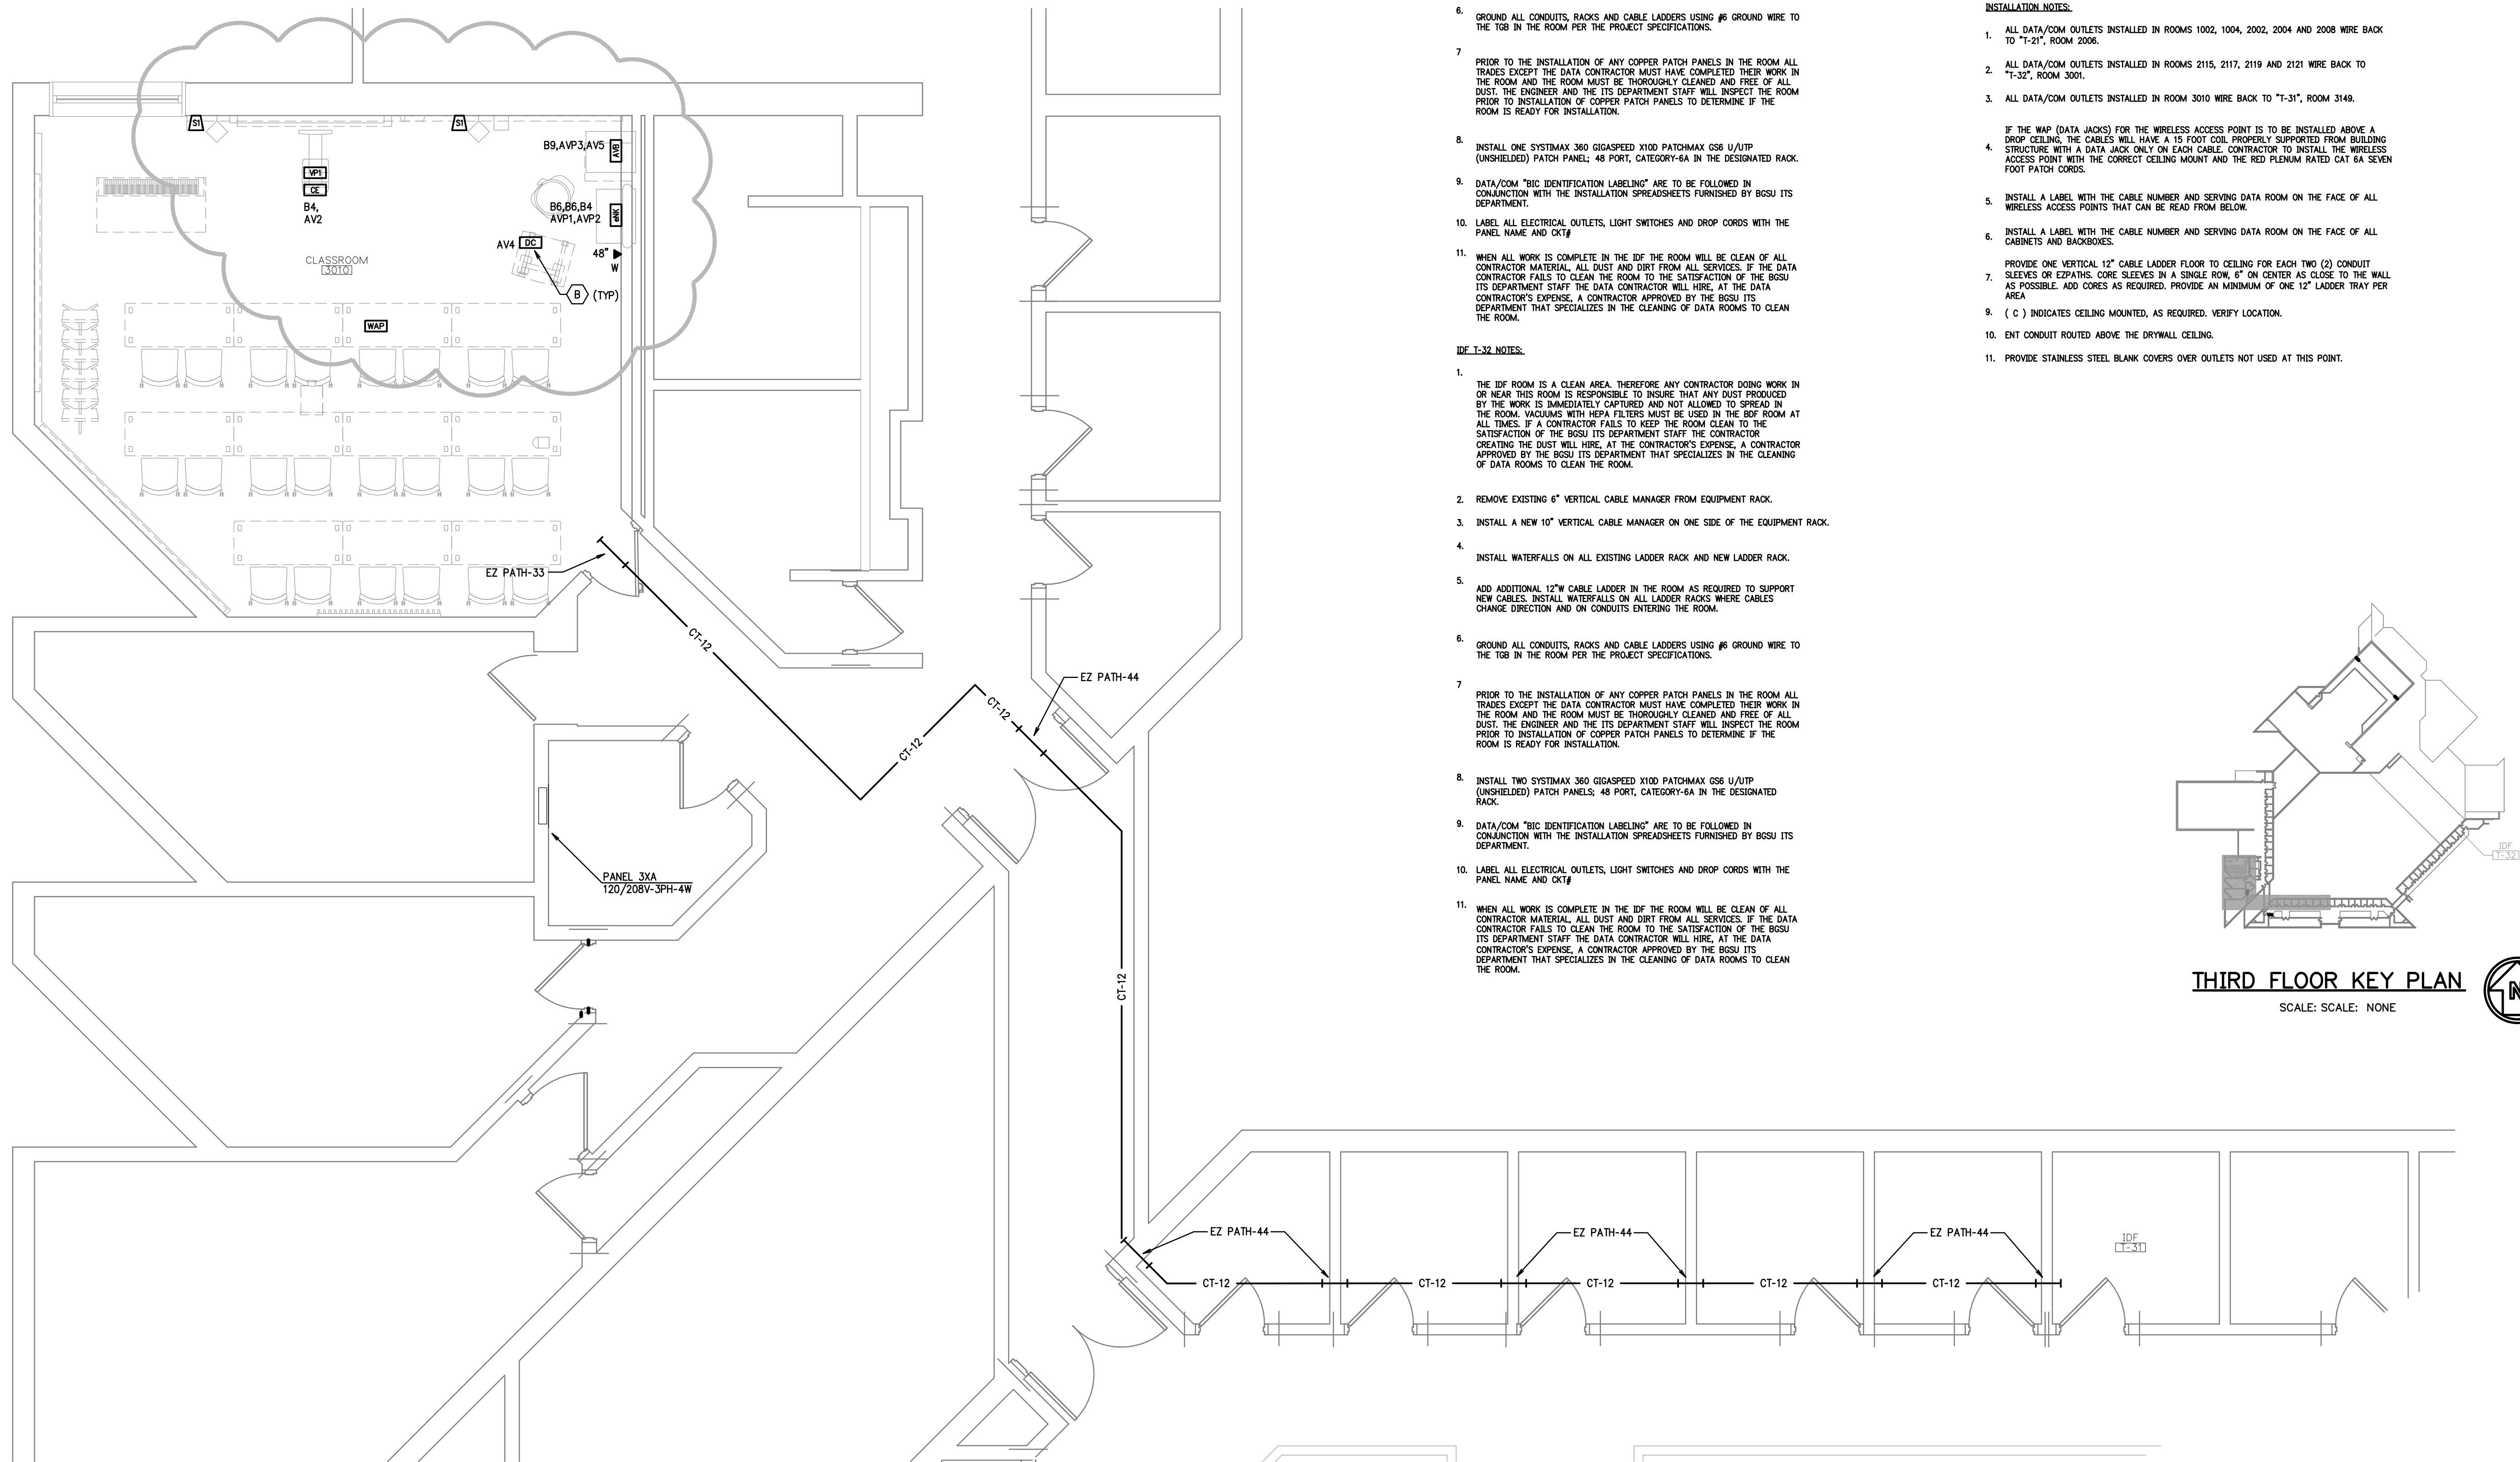 S1
S1
B9,AVP3,AV5
AVB
VP1
CE
B4,
AV2
B6,B6,B4
AVP1,AVP2
eNK
AV4
DC
48"
W
CLASSROOM
3010
B
(TYP)
WAP
EZ PATH-33
CT-12
EZ PATH-44
CT-12
CT-12
PANEL 3XA
120/208V-3PH-4W
CT-12
EZ PATH-44
EZ PATH-44
EZ PATH-44
IDF
T-31
CT-12
CT-12
CT-12
CT-12
CT-12
6.
GROUND ALL CONDUITS, RACKS AND CABLE LADDERS USING #6 GROUND WIRE TO
THE TGB IN THE ROOM PER THE PROJECT SPECIFICATIONS.
7
PRIOR TO THE INSTALLATION OF ANY COPPER PATCH PANELS IN THE ROOM ALL
TRADES EXCEPT THE DATA CONTRACTOR MUST HAVE COMPLETED THEIR WORK IN
THE ROOM AND THE ROOM MUST BE THOROUGHLY CLEANED AND FREE OF ALL
DUST. THE ENGINEER AND THE ITS DEPARTMENT STAFF WILL INSPECT THE ROOM
PRIOR TO INSTALLATION OF COPPER PATCH PANELS TO DETERMINE IF THE
ROOM IS READY FOR INSTALLATION.
8.
INSTALL ONE SYSTIMAX 360 GIGASPEED X10D PATCHMAX GS6 U/UTP
(UNSHIELDED) PATCH PANEL; 48 PORT, CATEGORY-6A IN THE DESIGNATED RACK.
9. DATA/COM "BIC IDENTIFICATION LABELING" ARE TO BE FOLLOWED IN
CONJUNCTION WITH THE INSTALLATION SPREADSHEETS FURNISHED BY BGSU ITS
DEPARTMENT.
10. LABEL ALL ELECTRICAL OUTLETS, LIGHT SWITCHES AND DROP CORDS WITH THE
PANEL NAME AND CKT#
11. WHEN ALL WORK IS COMPLETE IN THE IDF THE ROOM WILL BE CLEAN OF ALL
CONTRACTOR MATERIAL, ALL DUST AND DIRT FROM ALL SERVICES. IF THE DATA
CONTRACTOR FAILS TO CLEAN THE ROOM TO THE SATISFACTION OF THE BGSU
ITS DEPARTMENT STAFF THE DATA CONTRACTOR WILL HIRE, AT THE DATA
CONTRACTOR'S EXPENSE, A CONTRACTOR APPROVED BY THE BGSU ITS
DEPARTMENT THAT SPECIALIZES IN THE CLEANING OF DATA ROOMS TO CLEAN
THE ROOM.
IDF T-32 NOTES:
1.
THE IDF ROOM IS A CLEAN AREA. THEREFORE ANY CONTRACTOR DOING WORK IN
OR NEAR THIS ROOM IS RESPONSIBLE TO INSURE THAT ANY DUST PRODUCED
BY THE WORK IS IMMEDIATELY CAPTURED AND NOT ALLOWED TO SPREAD IN
THE ROOM. VACUUMS WITH HEPA FILTERS MUST BE USED IN THE BDF ROOM AT
ALL TIMES. IF A CONTRACTOR FAILS TO KEEP THE ROOM CLEAN TO THE
SATISFACTION OF THE BGSU ITS DEPARTMENT STAFF THE CONTRACTOR
CREATING THE DUST WILL HIRE, AT THE CONTRACTOR'S EXPENSE, A CONTRACTOR
APPROVED BY THE BGSU ITS DEPARTMENT THAT SPECIALIZES IN THE CLEANING
OF DATA ROOMS TO CLEAN THE ROOM.
2. REMOVE EXISTING 6" VERTICAL CABLE MANAGER FROM EQUIPMENT RACK.
3. INSTALL A NEW 10" VERTICAL CABLE MANAGER ON ONE SIDE OF THE EQUIPMENT RACK.
4.
INSTALL WATERFALLS ON ALL EXISTING LADDER RACK AND NEW LADDER RACK.
5.
ADD ADDITIONAL 12"W CABLE LADDER IN THE ROOM AS REQUIRED TO SUPPORT
NEW CABLES. INSTALL WATERFALLS ON ALL LADDER RACKS WHERE CABLES
CHANGE DIRECTION AND ON CONDUITS ENTERING THE ROOM.
6.
GROUND ALL CONDUITS, RACKS AND CABLE LADDERS USING #6 GROUND WIRE TO
THE TGB IN THE ROOM PER THE PROJECT SPECIFICATIONS.
7
PRIOR TO THE INSTALLATION OF ANY COPPER PATCH PANELS IN THE ROOM ALL
TRADES EXCEPT THE DATA CONTRACTOR MUST HAVE COMPLETED THEIR WORK IN
THE ROOM AND THE ROOM MUST BE THOROUGHLY CLEANED AND FREE OF ALL
DUST. THE ENGINEER AND THE ITS DEPARTMENT STAFF WILL INSPECT THE ROOM
PRIOR TO INSTALLATION OF COPPER PATCH PANELS TO DETERMINE IF THE
ROOM IS READY FOR INSTALLATION.
8.
INSTALL TWO SYSTIMAX 360 GIGASPEED X10D PATCHMAX GS6 U/UTP
(UNSHIELDED) PATCH PANELS; 48 PORT, CATEGORY-6A IN THE DESIGNATED
RACK.
9. DATA/COM "BIC IDENTIFICATION LABELING" ARE TO BE FOLLOWED IN
CONJUNCTION WITH THE INSTALLATION SPREADSHEETS FURNISHED BY BGSU ITS
DEPARTMENT.
10. LABEL ALL ELECTRICAL OUTLETS, LIGHT SWITCHES AND DROP CORDS WITH THE
PANEL NAME AND CKT#
11. WHEN ALL WORK IS COMPLETE IN THE IDF THE ROOM WILL BE CLEAN OF ALL
CONTRACTOR MATERIAL, ALL DUST AND DIRT FROM ALL SERVICES. IF THE DATA
CONTRACTOR FAILS TO CLEAN THE ROOM TO THE SATISFACTION OF THE BGSU
ITS DEPARTMENT STAFF THE DATA CONTRACTOR WILL HIRE, AT THE DATA
CONTRACTOR'S EXPENSE, A CONTRACTOR APPROVED BY THE BGSU ITS
DEPARTMENT THAT SPECIALIZES IN THE CLEANING OF DATA ROOMS TO CLEAN
THE ROOM.
INSTALLATION NOTES:
1. ALL DATA/COM OUTLETS INSTALLED IN ROOMS 1002, 1004, 2002, 2004 AND 2008 WIRE BACK
TO "T-21", ROOM 2006.
2. ALL DATA/COM OUTLETS INSTALLED IN ROOMS 2115, 2117, 2119 AND 2121 WIRE BACK TO
"T-32", ROOM 3001.
3. ALL DATA/COM OUTLETS INSTALLED IN ROOM 3010 WIRE BACK TO "T-31", ROOM 3149.
IF THE WAP (DATA JACKS) FOR THE WIRELESS ACCESS POINT IS TO BE INSTALLED ABOVE A
DROP CEILING, THE CABLES WILL HAVE A 15 FOOT COIL PROPERLY SUPPORTED FROM BUILDING
4. STRUCTURE WITH A DATA JACK ONLY ON EACH CABLE. CONTRACTOR TO INSTALL THE WIRELESS
ACCESS POINT WITH THE CORRECT CEILING MOUNT AND THE RED PLENUM RATED CAT 6A SEVEN
FOOT PATCH CORDS.
5. INSTALL A LABEL WITH THE CABLE NUMBER AND SERVING DATA ROOM ON THE FACE OF ALL
WIRELESS ACCESS POINTS THAT CAN BE READ FROM BELOW.
6. INSTALL A LABEL WITH THE CABLE NUMBER AND SERVING DATA ROOM ON THE FACE OF ALL
CABINETS AND BACKBOXES.
PROVIDE ONE VERTICAL 12" CABLE LADDER FLOOR TO CEILING FOR EACH TWO (2) CONDUIT
7. SLEEVES OR EZPATHS. CORE SLEEVES IN A SINGLE ROW, 6" ON CENTER AS CLOSE TO THE WALL
AS POSSIBLE. ADD CORES AS REQUIRED. PROVIDE AN MINIMUM OF ONE 12" LADDER TRAY PER
AREA
9. ( C ) INDICATES CEILING MOUNTED, AS REQUIRED. VERIFY LOCATION.
10. ENT CONDUIT ROUTED ABOVE THE DRYWALL CEILING.
11. PROVIDE STAINLESS STEEL BLANK COVERS OVER OUTLETS NOT USED AT THIS POINT.
IDF
T-32
THIRD FLOOR KEY PLAN
SCALE: SCALE: NONE
N